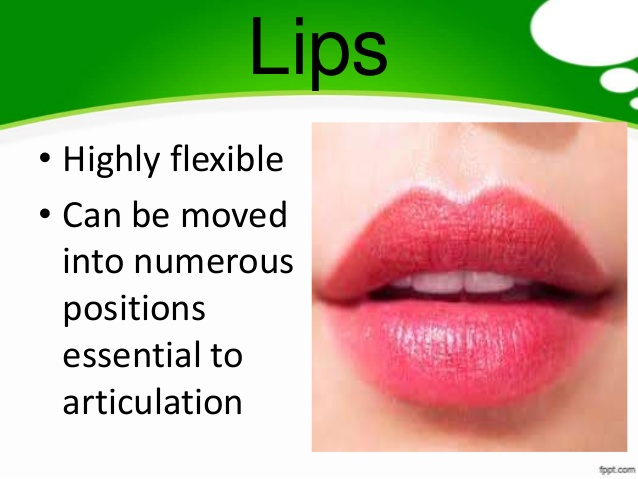 Lips
• Highly flexible
• Can be moved
into numerous
positions
essential to
articulation
fppt.com